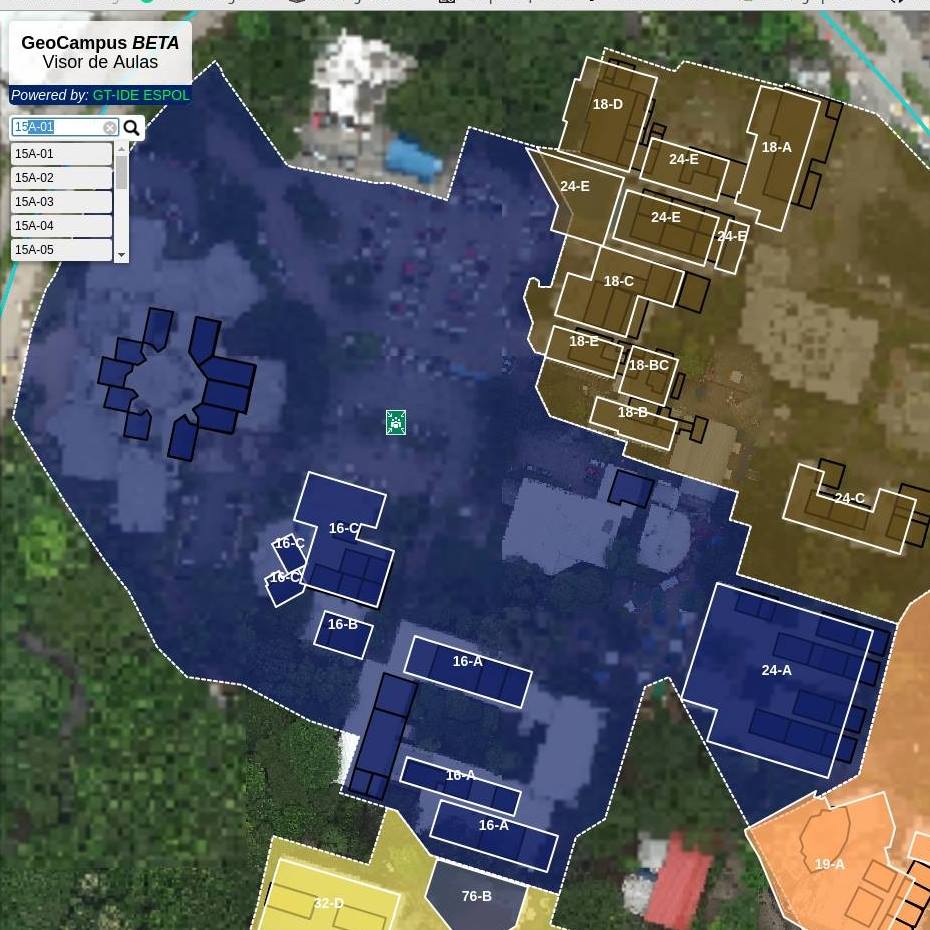 GeoCampus BETA
Visor de Aulas
Powered by: GT-IDE ESPOL
15A-01
15A-01
15A-02
15A-03
15A-04
15A-05
18-D
18-A
24-E
24-E
24-E
24-E
18-C
18-E
18-BC
18-B
24-C
16-C
16-C
16-C
16-B
16-A
24-A
16-A
16-A
19-A
76-B
32-D